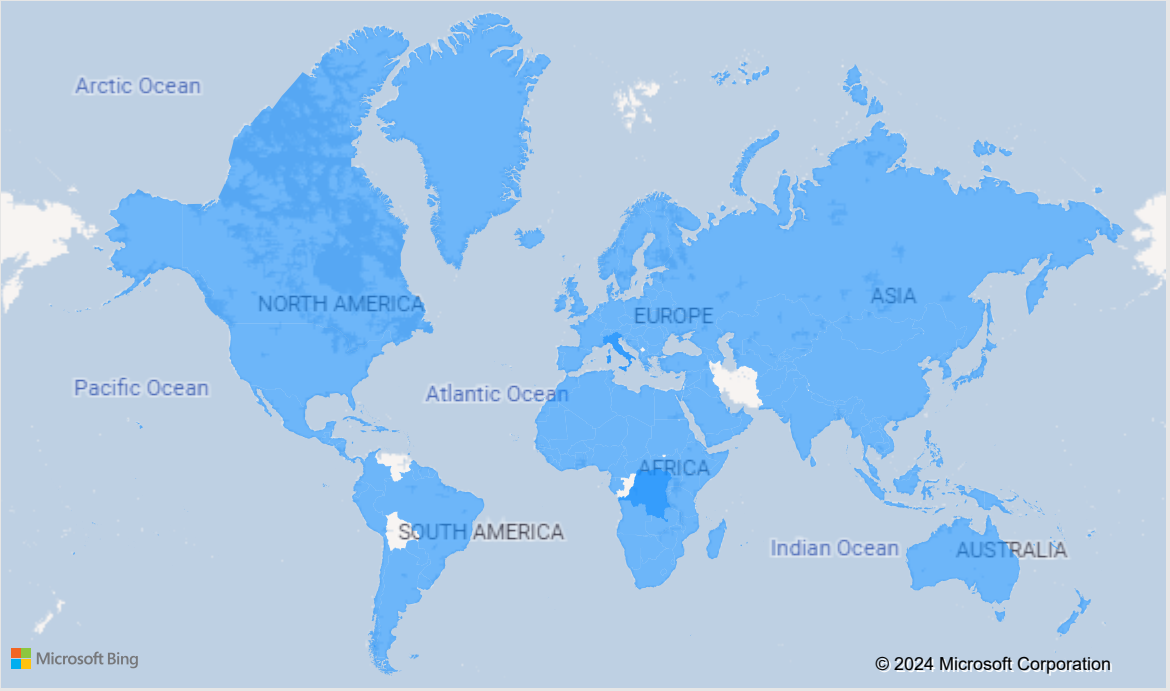 Arctic Ocean
NORTH AMERICA
ASIA
EUROPE
Pacific Ocean
Atlantic Ocean
AFRICA
SOUTH AMERICA
Indian Ocean
AUSTRALIA
Microsoft Bing
© 2024 Microsoft Corporation